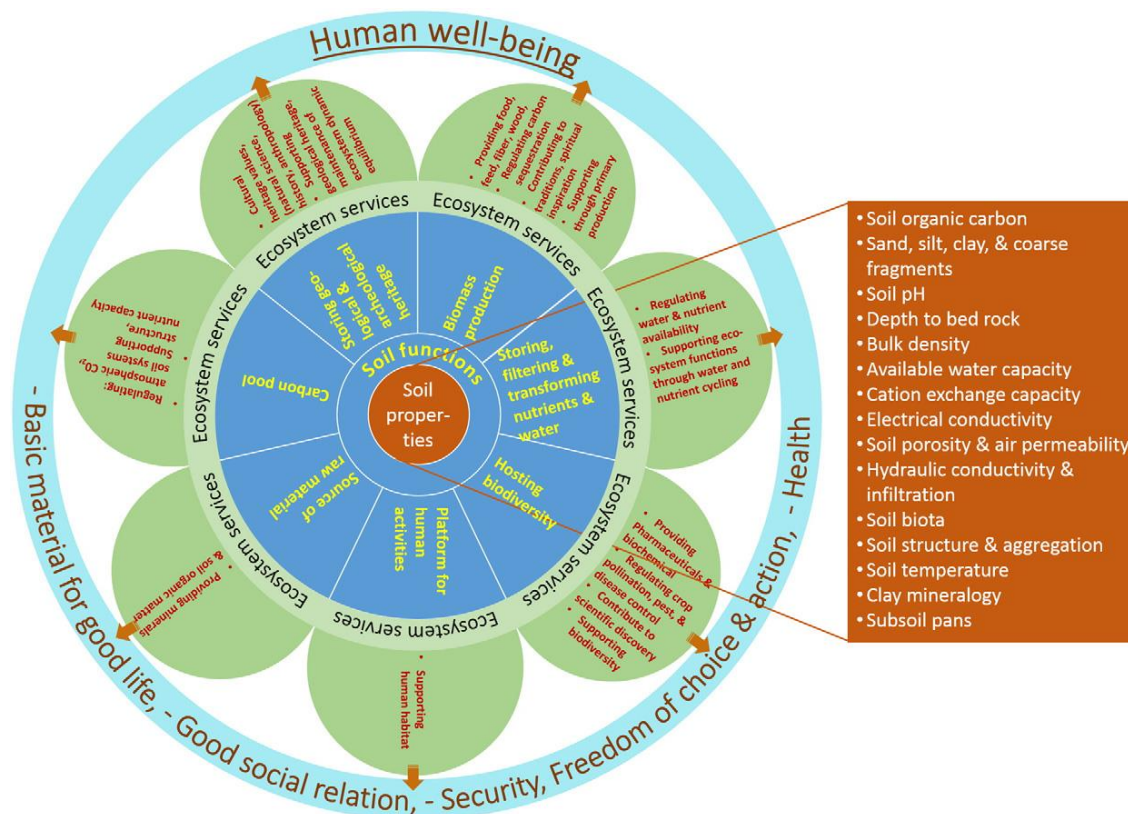 Human well-being
- Basic material for good life, - Good social relation, - Security, Freedom of choice & action, - Health
• Cultural
heritage values,
(natural science,
history, anthropology)
• Supporting
geological heritage,
maintenance of
ecosystem dynamic
equilibrium
• Providing food,
feed, fiber, wood,
• Regulating carbon
sequestration
• Contributing to
traditions, spiritual
inspiration
• Supporting
through primary
production
• Regulating
water & nutrient
availability
• Supporting eco-
system functions
through water and
nutrient cycling
• Providing
Pharmaceuticals &
biochemical
• Regulating crop
pollination, pest, &
disease control
• Contribute to
scientific discovery
• Supporting
biodiversity
• Supporting
human habitat
• Providing minerals
& soil organic matter
• Regulating:
atmospheric CO₂,
• Supporting
soil systems
structure,
nutrient capacity
Ecosystem services
Ecosystem services
Ecosystem services
Ecosystem services
Ecosystem services
Ecosystem services
Ecosystem services
Storing geo-
logical &
archeological
heritage
Biomass
production
Storing,
filtering &
transforming
nutrients &
water
Hosting
biodiversity
Platform for
human
activities
Source of
raw material
Carbon pool
Soil functions
Soil
proper-
ties
• Soil organic carbon
• Sand, silt, clay, & coarse
fragments
• Soil pH
• Depth to bed rock
• Bulk density
• Available water capacity
• Cation exchange capacity
• Electrical conductivity
• Soil porosity & air permeability
• Hydraulic conductivity &
infiltration
• Soil biota
• Soil structure & aggregation
• Soil temperature
• Clay mineralogy
• Subsoil pans